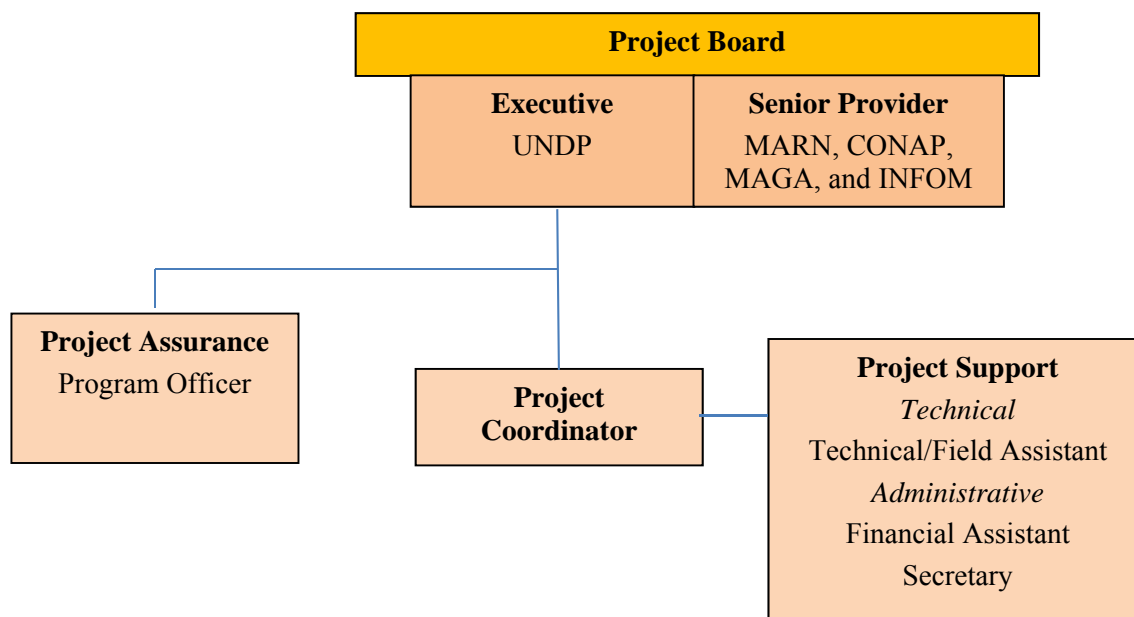 Project Board
Executive
UNDP
Senior Provider
MARN, CONAP,
MAGA, and INFOM
Project Assurance
Program Officer
Project
Coordinator
Project Support
Technical
Technical/Field Assistant
Administrative
Financial Assistant
Secretary